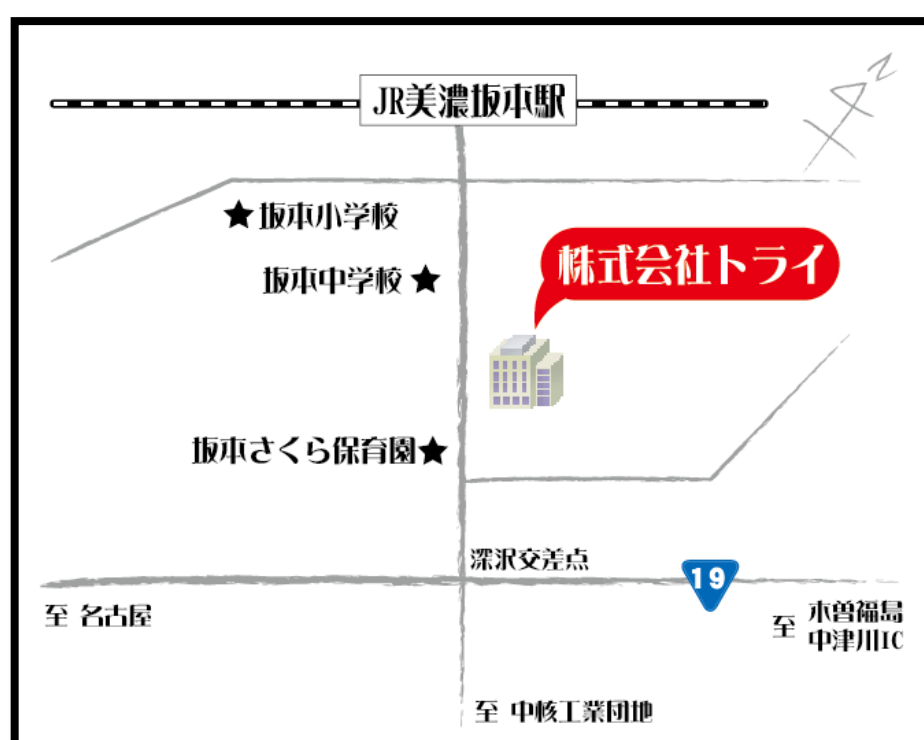 JR美濃坂本駅
N
坂本小学校
株式会社トライ
坂本中学校
坂本さくら保育園
深沢交差点
19
至 名古屋
至 木曽福島
中津川IC
至 中核工業団地